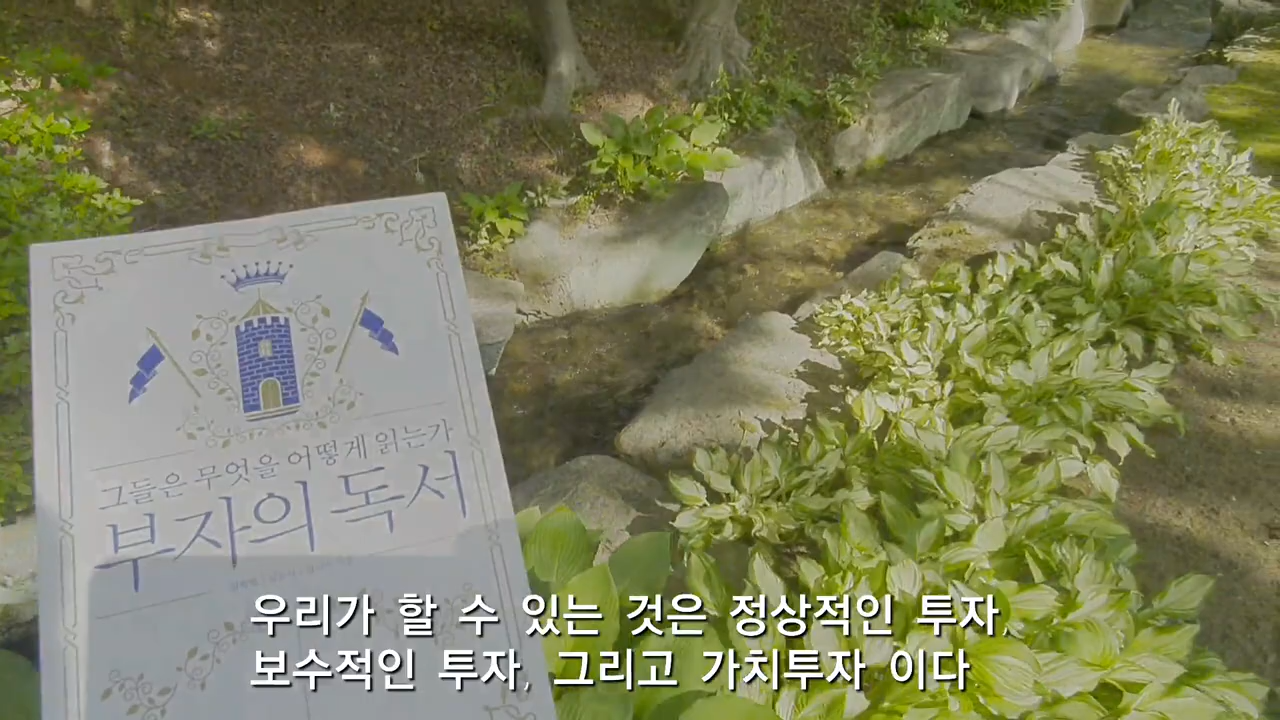 그들은 무엇을 어떻게 읽는가
부자의 독서
우리가 할 수 있는 것은 정상적인 투자,
보수적인 투자, 그리고 가치투자 이다